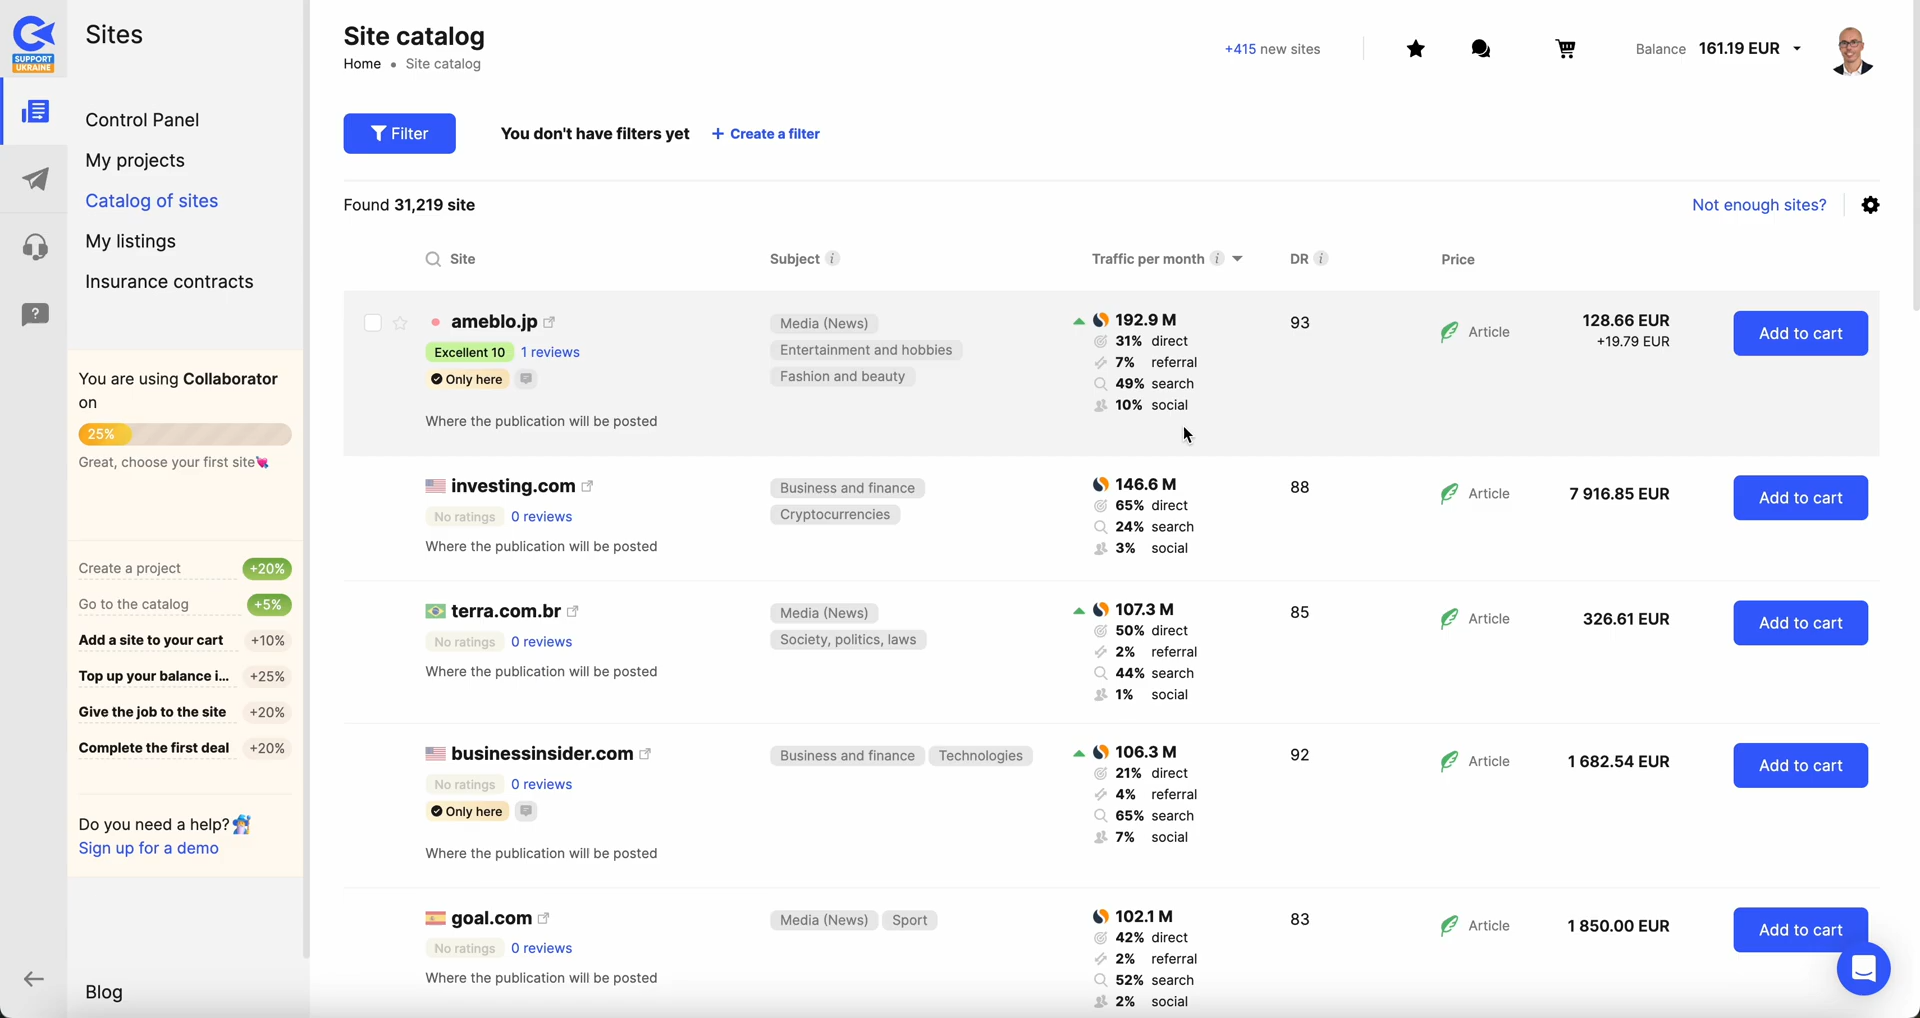 SUPPORT
UKRAINE
Sites
Control Panel
My projects
Catalog of sites
My listings
Insurance contracts
You are using Collaborator
on
25%
Great, choose your first site
Create a project +20%
Go to the catalog +5%
Add a site to your cart +10%
Top up your balance i... +25%
Give the job to the site +20%
Complete the first deal +20%
Do you need a help?
Sign up for a demo
Blog
Site catalog
Home • Site catalog
+415 new sites
Balance 161.19 EUR
Filter
You don't have filters yet
+ Create a filter
Found 31,219 site
Not enough sites?
Site Subject i Traffic per month i DR i Price
ameblo.jp
Excellent 10 1 reviews
Only here
Where the publication will be posted
Media (News)
Entertainment and hobbies
Fashion and beauty
192.9 M
31% direct
7% referral
49% search
10% social
93
Article
128.66 EUR
+19.79 EUR
Add to cart
investing.com
No ratings 0 reviews
Where the publication will be posted
Business and finance
Cryptocurrencies
146.6 M
65% direct
24% search
3% social
88
Article
7 916.85 EUR
Add to cart
terra.com.br
No ratings 0 reviews
Where the publication will be posted
Media (News)
Society, politics, laws
107.3 M
50% direct
2% referral
44% search
1% social
85
Article
326.61 EUR
Add to cart
businessinsider.com
No ratings 0 reviews
Only here
Where the publication will be posted
Business and finance Technologies
106.3 M
21% direct
4% referral
65% search
7% social
92
Article
1 682.54 EUR
Add to cart
goal.com
No ratings 0 reviews
Where the publication will be posted
Media (News) Sport
102.1 M
42% direct
2% referral
52% search
2% social
83
Article
1 850.00 EUR
Add to cart